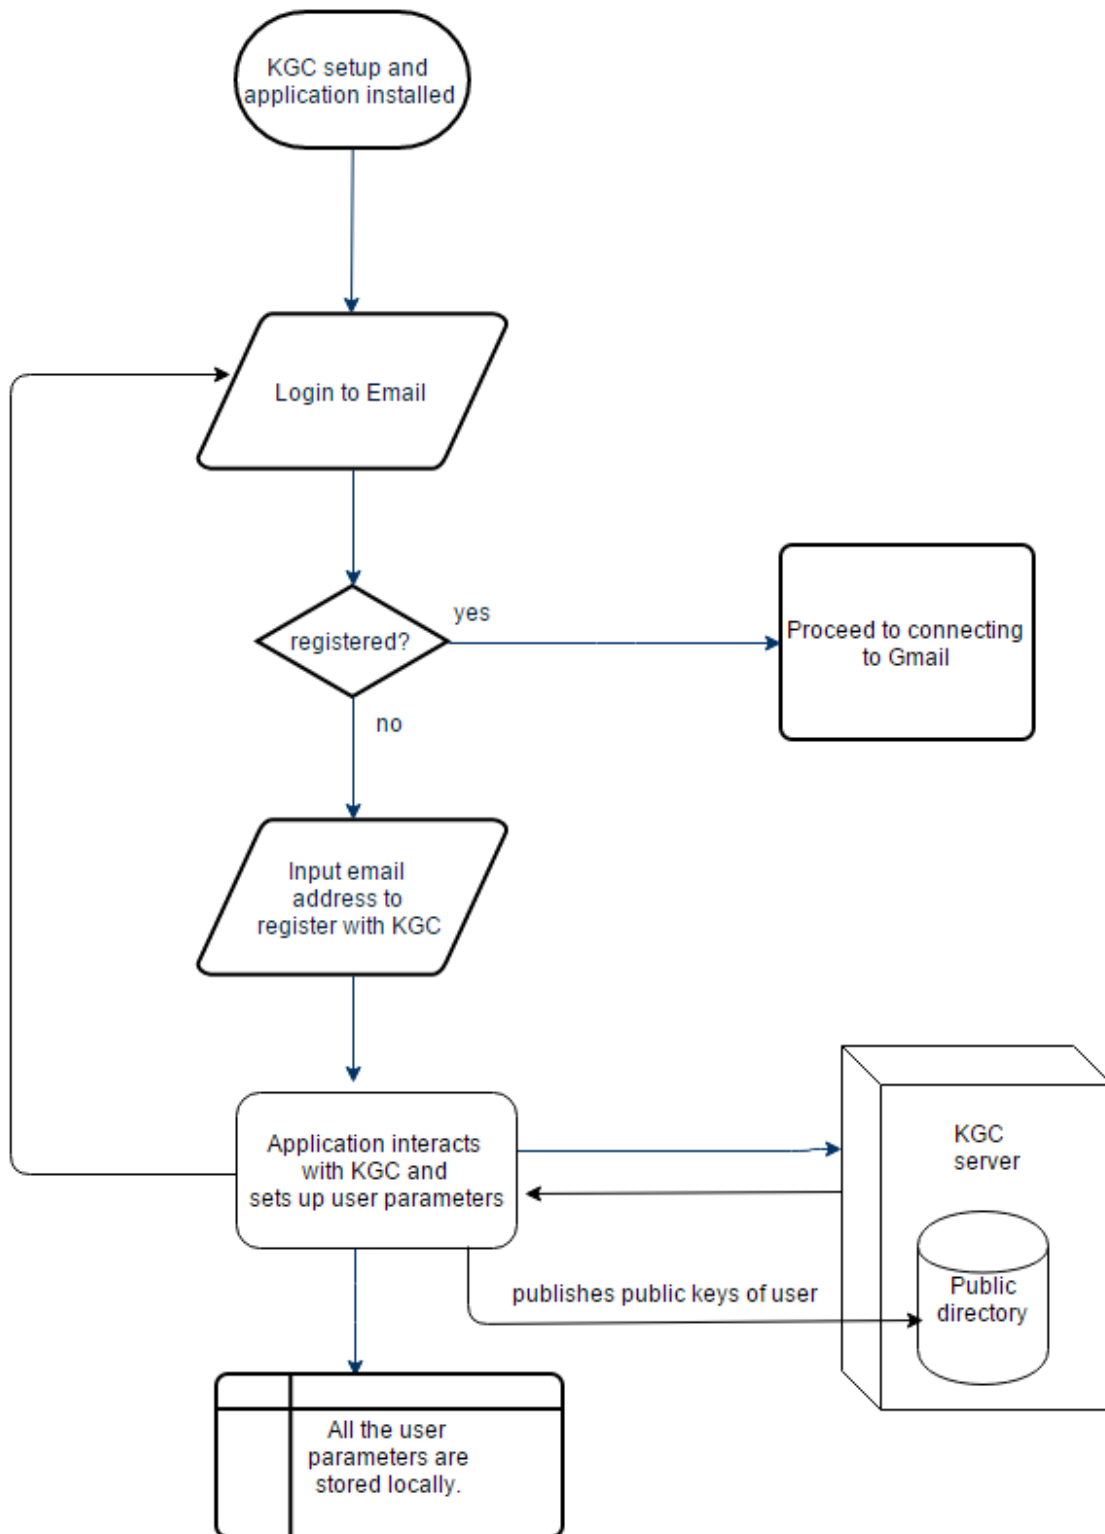 KGC setup and
application installed
Login to Email
registered?
yes
Proceed to connecting
to Gmail
no
Input email
address to
register with KGC
Application interacts
with KGC and
sets up user parameters
KGC
server
publishes public keys of user
Public
directory
All the user
parameters are
stored locally.